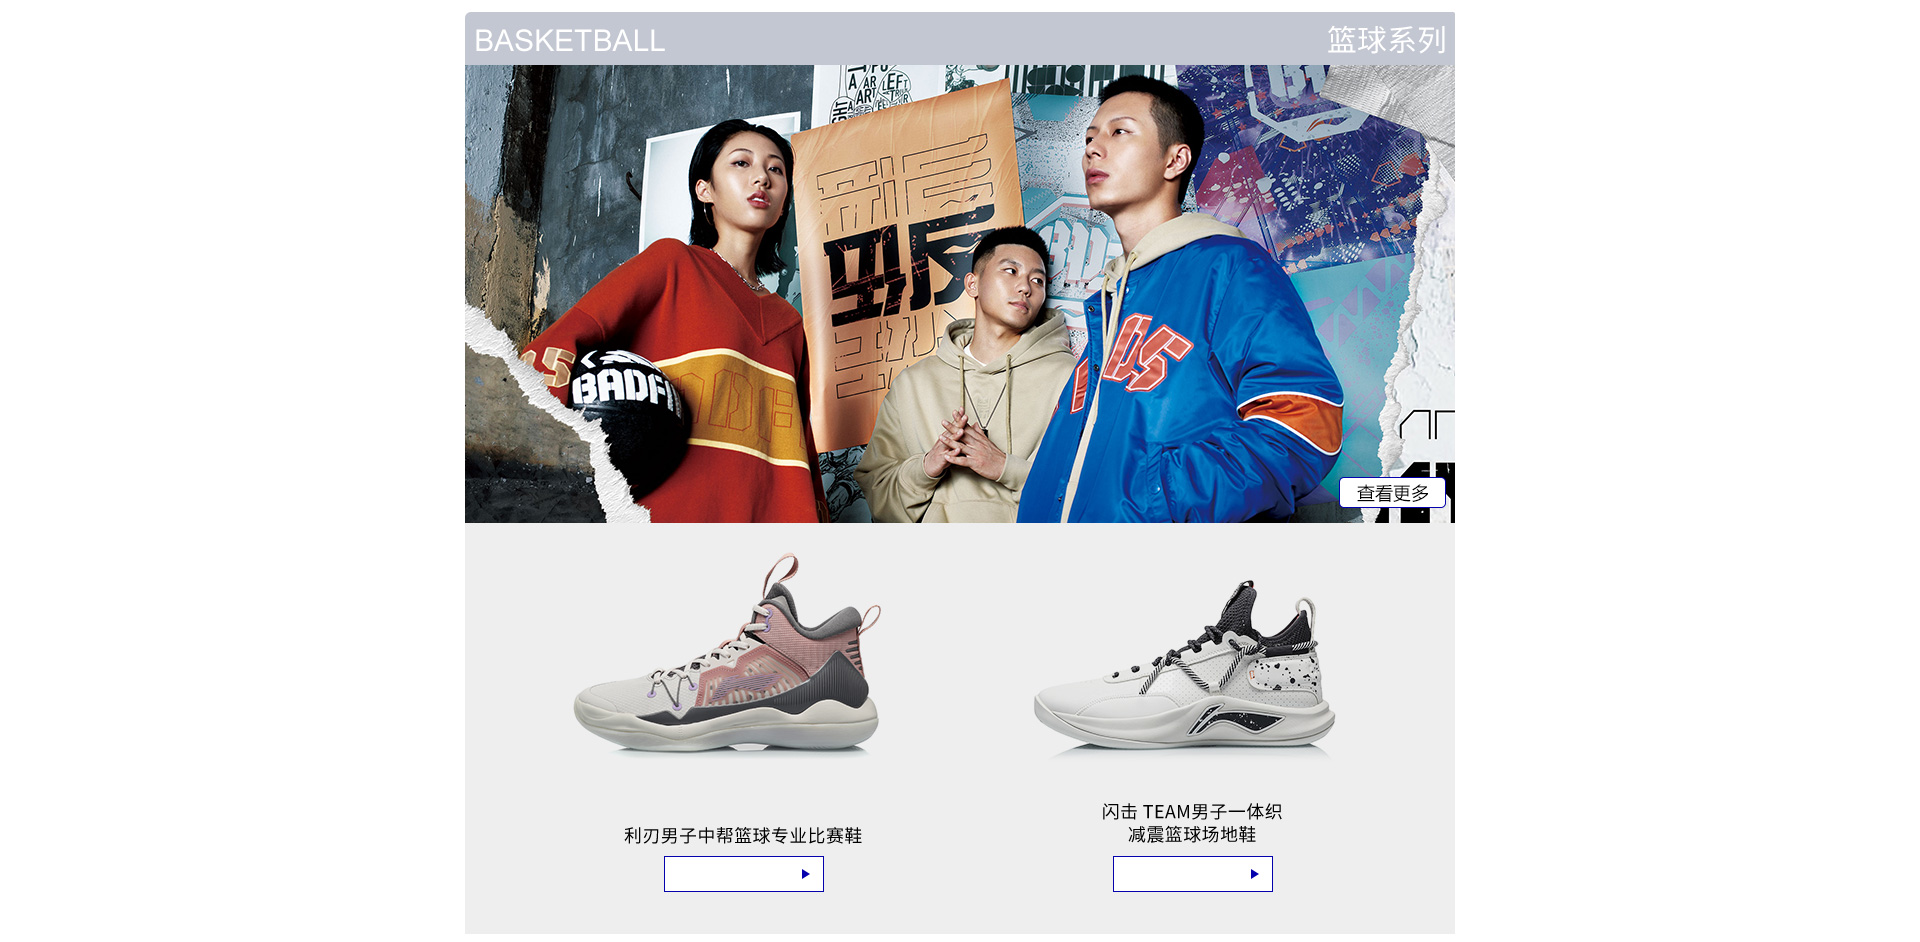 BASKETBALL
篮球系列
LEFT
BADFI
查看更多
利刃男子中帮篮球专业比赛鞋
闪击 TEAM男子一体织
减震篮球场地鞋